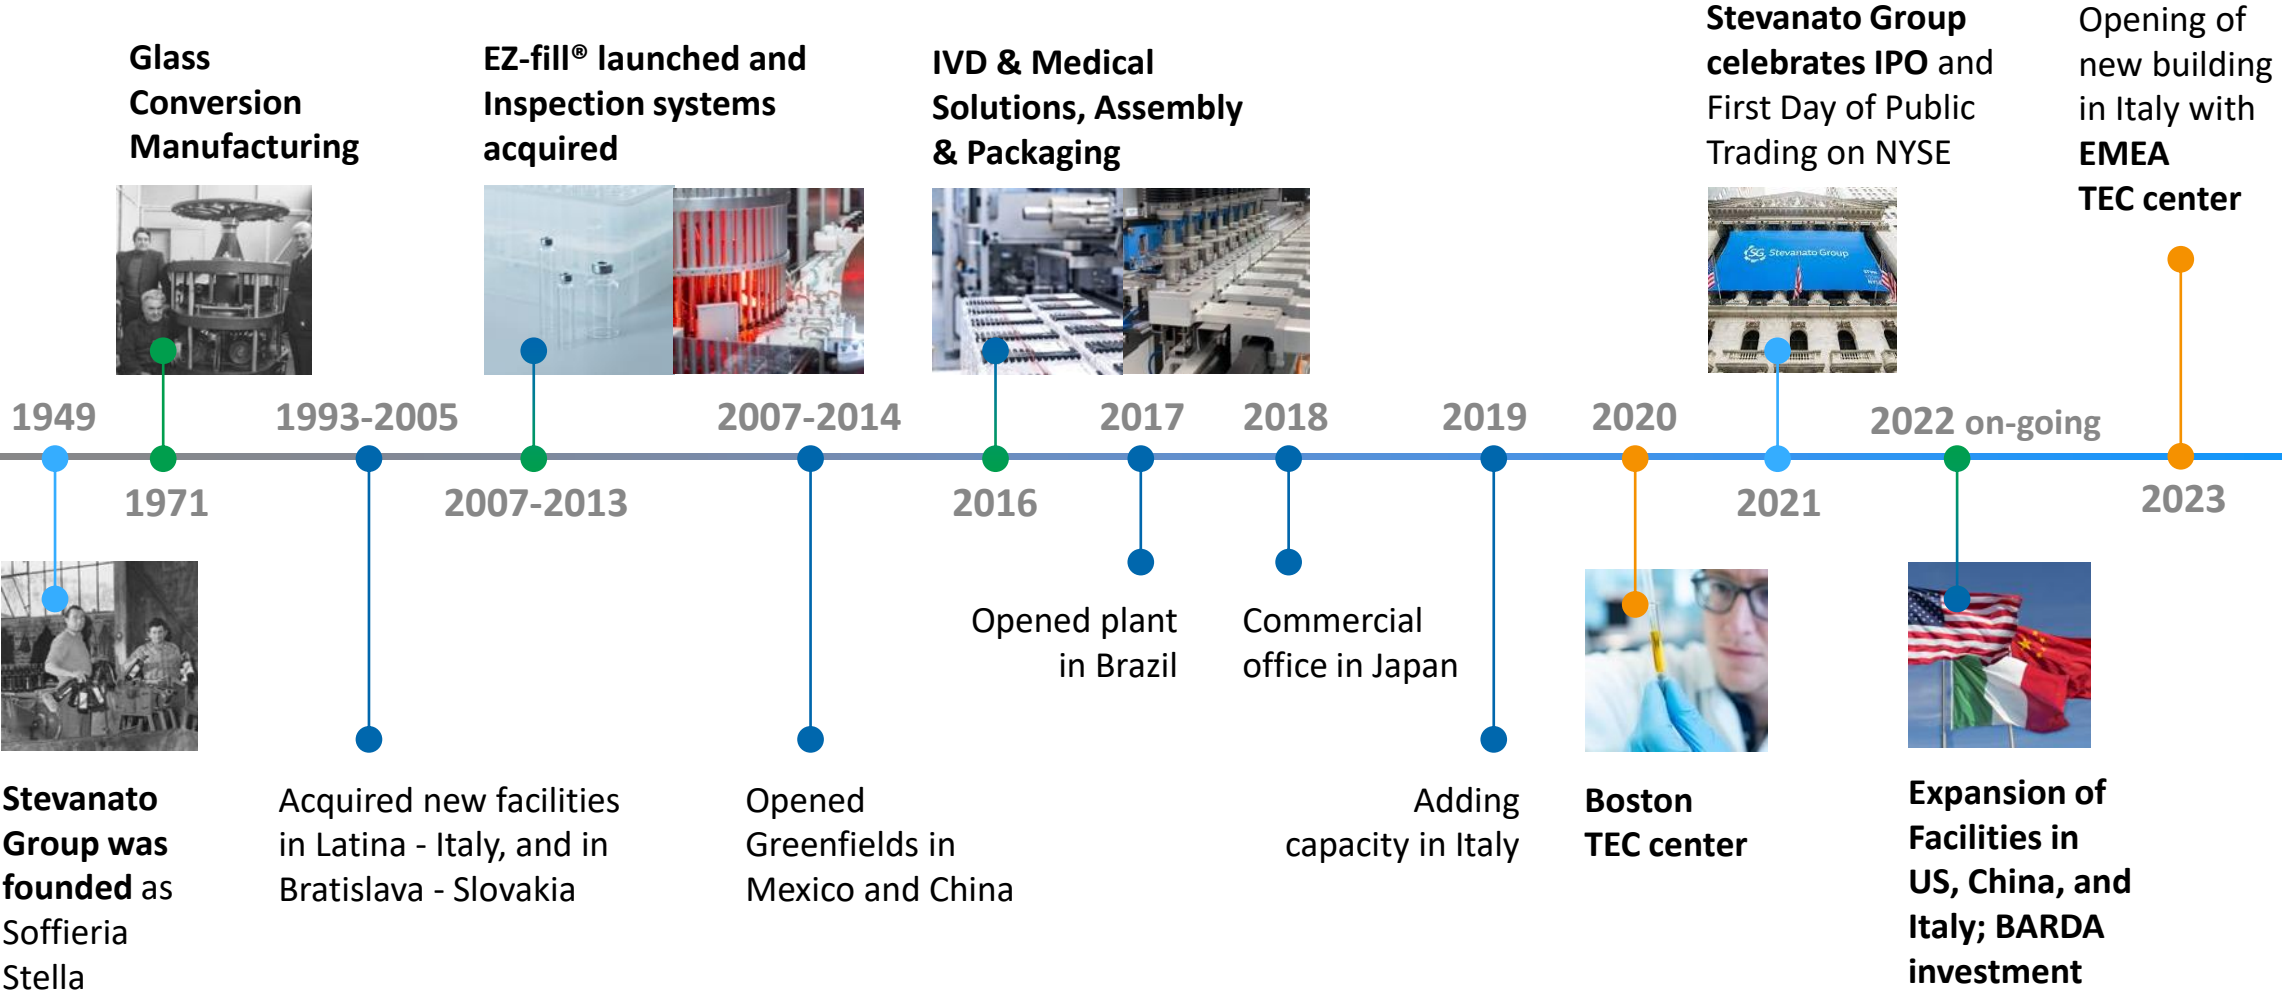 Glass
Conversion
Manufacturing
EZ-fill® launched and
Inspection systems
acquired
IVD & Medical
Solutions, Assembly
& Packaging
Stevanato Group
celebrates IPO and
First Day of Public
Trading on NYSE
Opening of
new building
in Italy with
EMEA
TEC center
SG Stevanato Group
1949
1993-2005
2007-2014
2017
2018
2019
2020
2022 on-going
1971
2007-2013
2016
2021
2023
Stevanato
Group was
founded as
Soffieria
Stella
Acquired new facilities
in Latina - Italy, and in
Bratislava - Slovakia
Opened
Greenfields in
Mexico and China
Opened plant
in Brazil
Commercial
office in Japan
Adding
capacity in Italy
Boston
TEC center
Expansion of
Facilities in
US, China, and
Italy; BARDA
investment